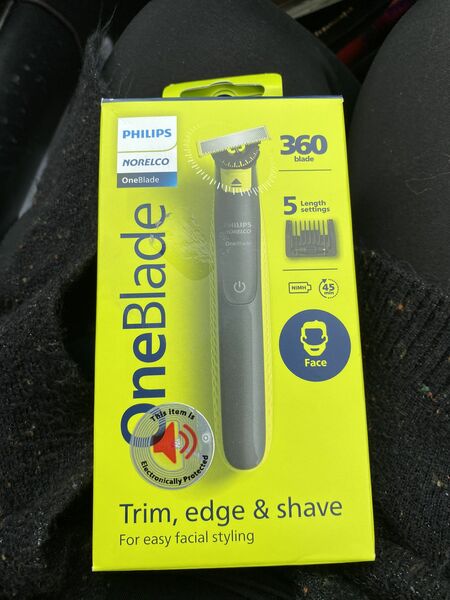 PHILIPS
NORELCO
OneBlade
OneBlade
PHILIPS
NORELCO
OneBlade
360
blade
5 Length
settings
NiMH
45
min
Face
This item is
Electronically Protected
Trim, edge & shave
For easy facial styling